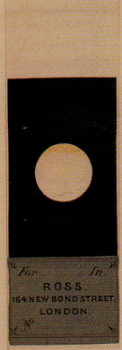 For In
ROSS
164 NEW BOND STREET
LONDON.
No